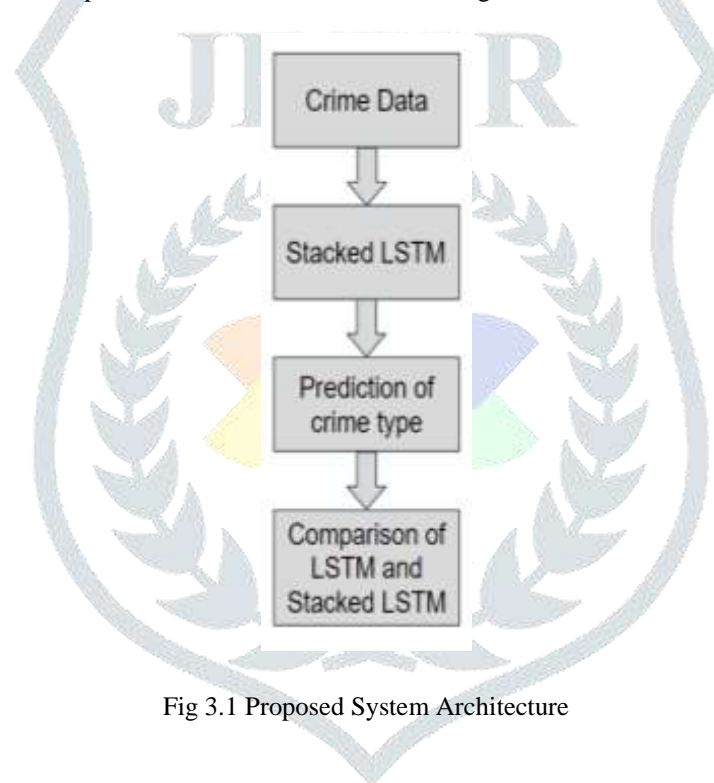 Crime Data
Stacked LSTM
Prediction of
crime type
Comparison of
LSTM and
Stacked LSTM
Fig 3.1 Proposed System Architecture